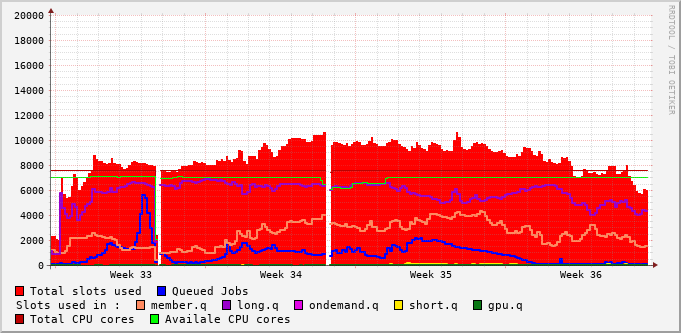 20000
18000
16000
14000
12000
10000
8000
6000
4000
2000
0
Week 33 Week 34 Week 35 Week 36
Total slots used Queued Jobs
Slots used in : member.q long.q ondemand.q short.q gpu.q
Total CPU cores Availale CPU cores
RRDTOOL / TOBI OETIKER